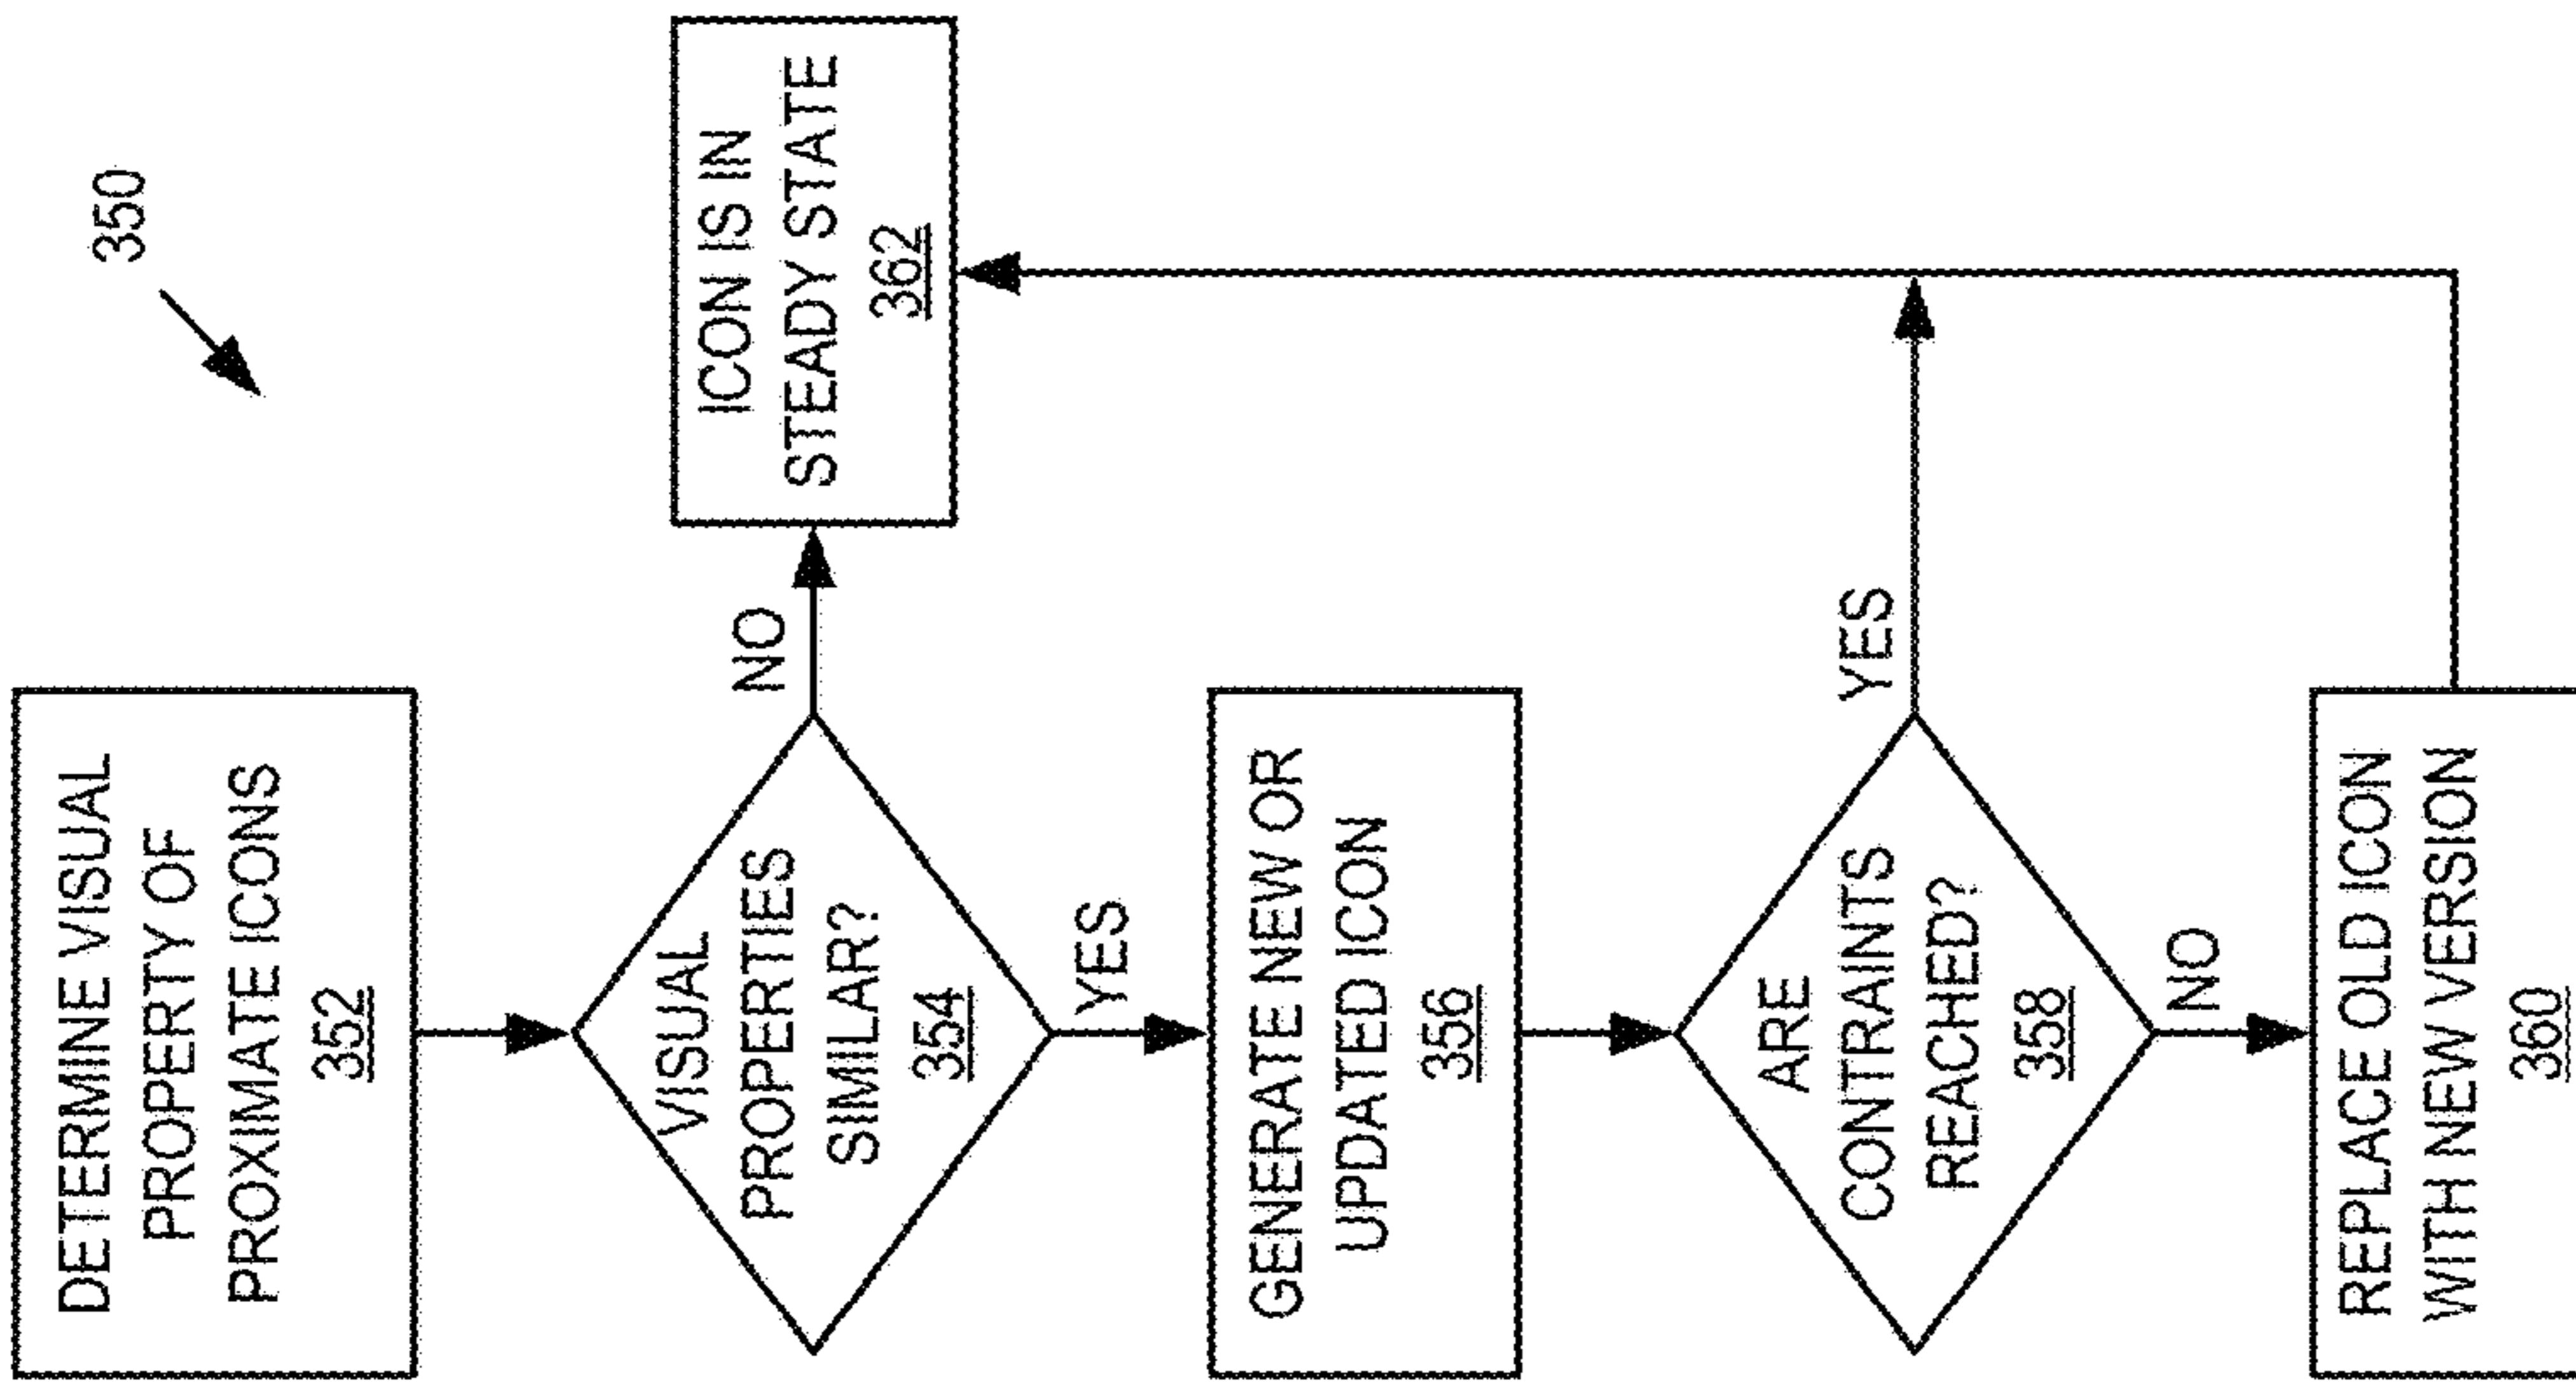 350
DETERMINE VISUAL
PROPERTY OF
PROXIMATE ICONS
352
VISUAL
PROPERTIES
SIMILAR?
354
NO
ICON IS IN
STEADY STATE
362
YES
GENERATE NEW OR
UPDATED ICON
356
ARE
CONTRAINTS
REACHED?
358
YES
NO
REPLACE OLD ICON
WITH NEW VERSION
360